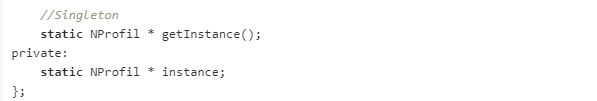 //Singleton
static NProfil * getInstance();
private:
static NProfil * instance;
};